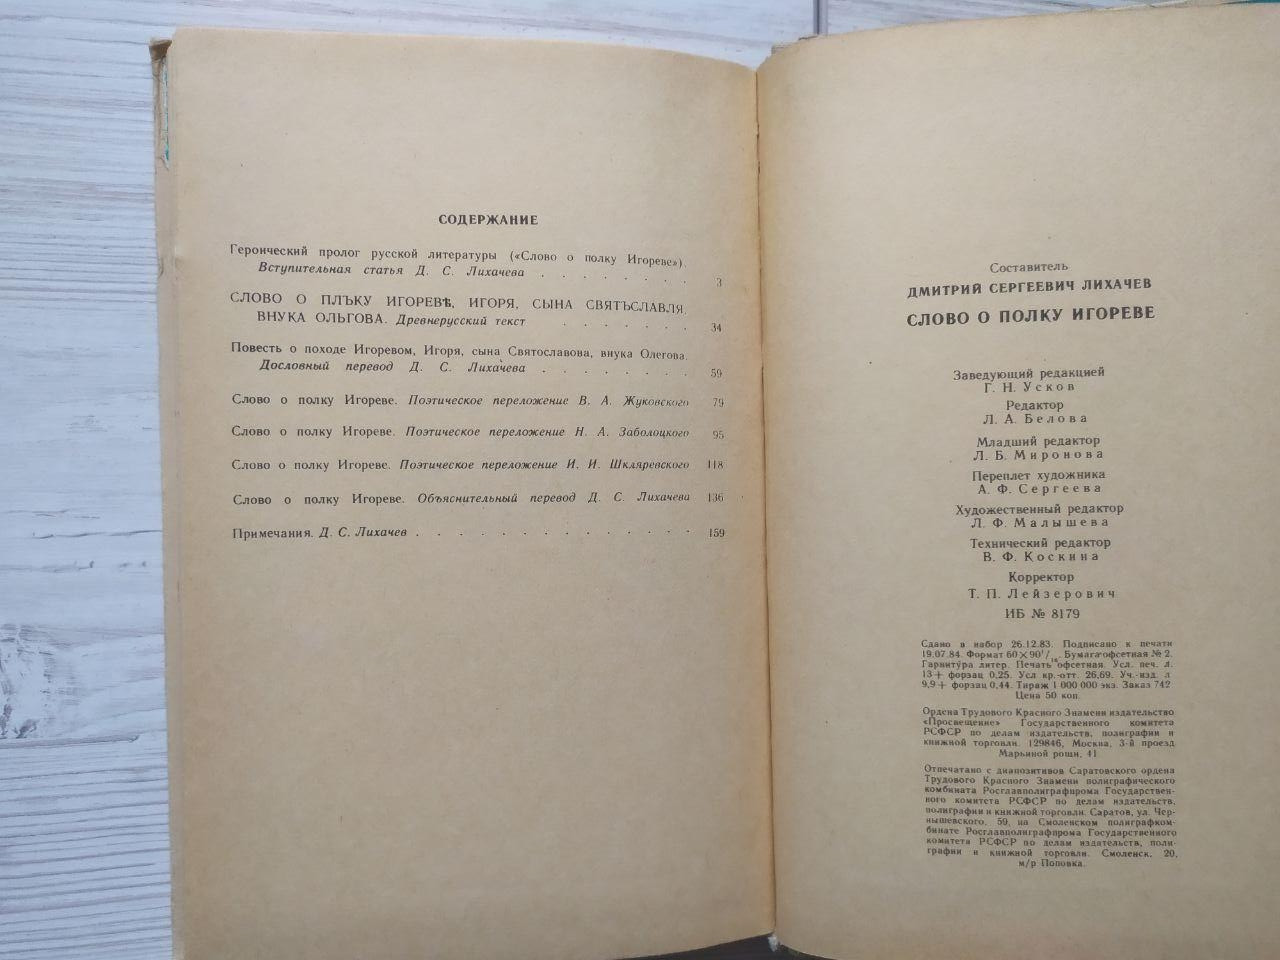 СОДЕРЖАНИЕ
Героический пролог русской литературы («Слово о полку Игореве»).
Вступительная статья Д. С. Лихачева . . . . . . . 3
СЛОВО О ПЛЪКУ ИГОРЕВѢ, ИГОРЯ, СЫНА СВЯТЪСЛАВЛЯ,
ВНУКА ОЛЬГОВА. Древнерусский текст . . . . . . 34
Повесть о походе Игоревом, Игоря, сына Святославова, внука Олегова.
Дословный перевод Д. С. Лихачева . . . . . . . 59
Слово о полку Игореве. Поэтическое переложение В. А. Жуковского 79
Слово о полку Игореве. Поэтическое переложение Н. А. Заболоцкого 95
Слово о полку Игореве. Поэтическое переложение И. И. Шкляревского 118
Слово о полку Игореве. Объяснительный перевод Д. С. Лихачева 136
Примечания. Д. С. Лихачев . . . . . . . . . . . . 159
Составитель
ДМИТРИЙ СЕРГЕЕВИЧ ЛИХАЧЕВ
СЛОВО О ПОЛКУ ИГОРЕВЕ
Заведующий редакцией
Г. Н. Усков
Редактор
Л. А. Белова
Младший редактор
Л. Б. Миронова
Переплет художника
А. Ф. Сергеева
Художественный редактор
Л. Ф. Малышева
Технический редактор
В. Ф. Коскина
Корректор
Т. П. Лейзерович
ИБ № 8179
Сдано в набор 26.12.83. Подписано к печати
19.07.84. Формат 60×90¹/₁₆. Бумага офсетная № 2.
Гарнитура литер. Печать офсетная. Усл. печ. л.
13+ форзац 0,25. Усл кр.-отт. 26,69. Уч.-изд. л
9,9+ форзац 0,44. Тираж 1 000 000 экз. Заказ 742
Цена 50 коп.
Ордена Трудового Красного Знамени издательство
«Просвещение» Государственного комитета
РСФСР по делам издательств, полиграфии и
книжной торговли. 129846, Москва, 3-й проезд
Марьиной рощи, 41
Отпечатано с диапозитивов Саратовского ордена
Трудового Красного Знамени полиграфического
комбината Росглавполиграфпрома Государствен-
ного комитета РСФСР по делам издательств,
полиграфии и книжной торговли. Саратов, ул. Чер-
нышевского, 59, на Смоленском полиграфком-
бинате Росглавполиграфпрома Государственного
комитета РСФСР по делам издательств, поли-
графии и книжной торговли. Смоленск, 20,
м/р Поповка.